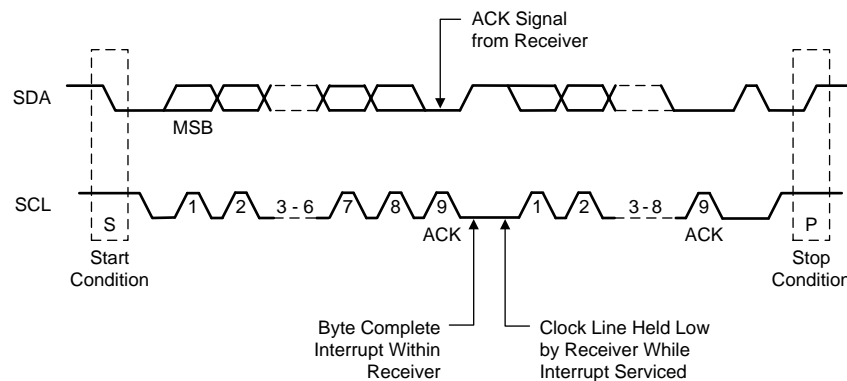 ACK Signal
from Receiver
SDA
MSB
SCL
S
1
2
3 - 6
7
8
9
ACK
1
2
3 - 8
9
ACK
P
Start
Condition
Stop
Condition
Byte Complete
Interrupt Within
Receiver
Clock Line Held Low
by Receiver While
Interrupt Serviced